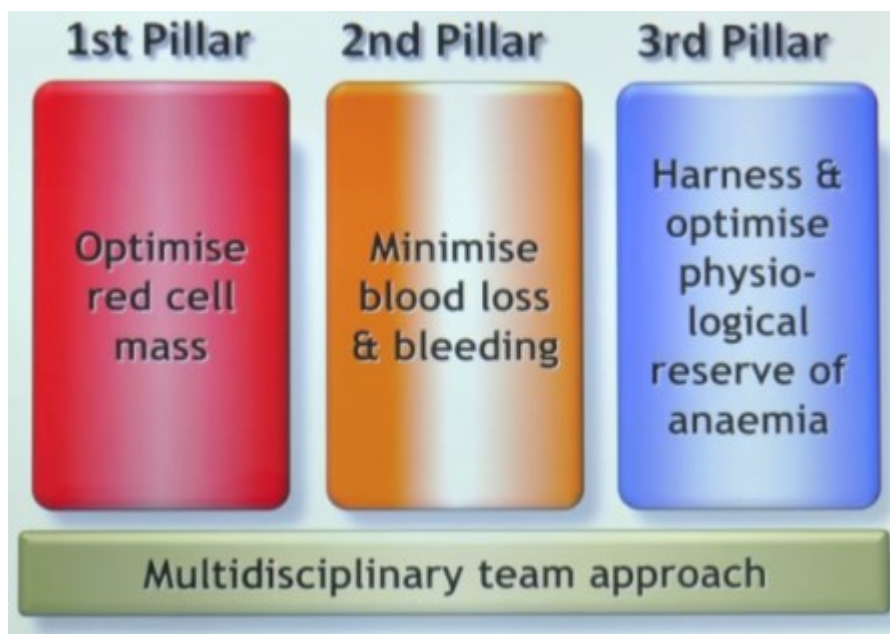 1st Pillar
2nd Pillar
3rd Pillar
Optimise
red cell
mass
Minimise
blood loss
& bleeding
Harness &
optimise
physio-
logical
reserve of
anaemia
Multidisciplinary team approach